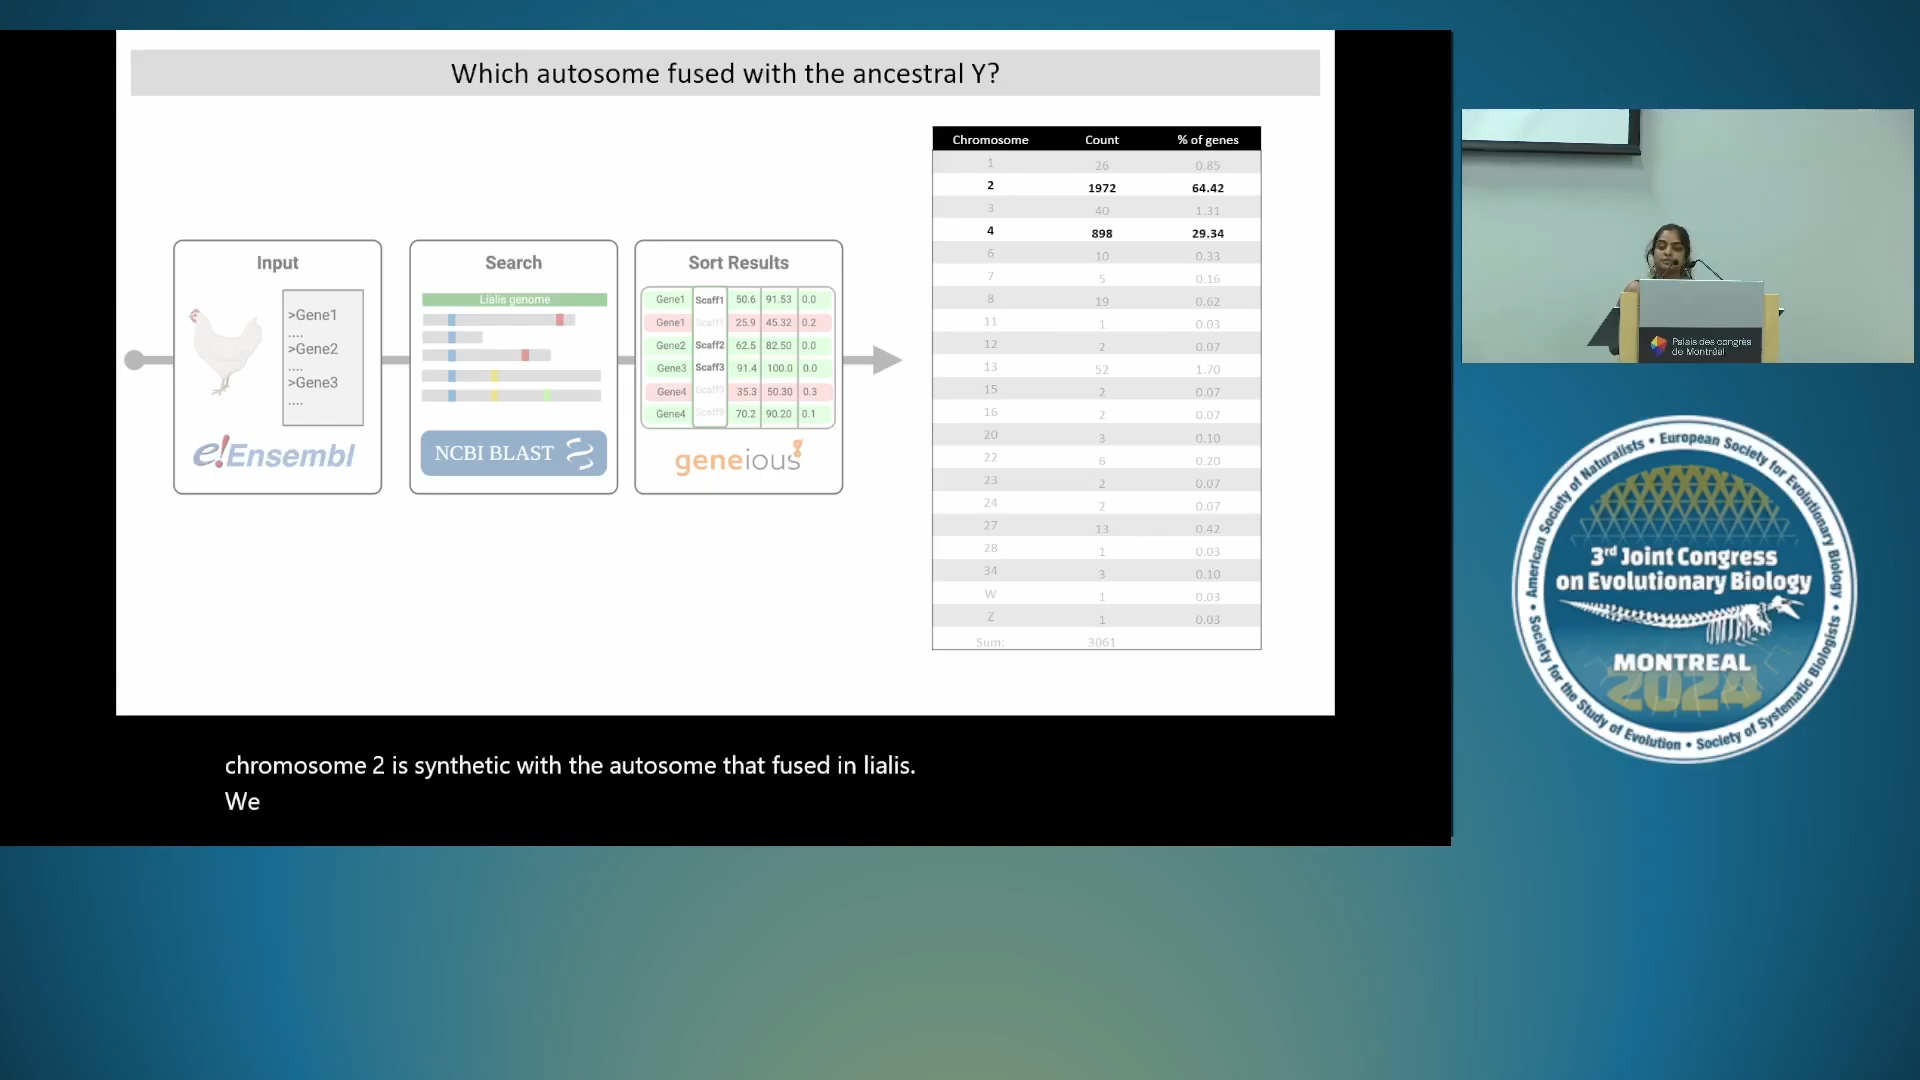 Which autosome fused with the ancestral Y?
Input
>Gene1
....
>Gene2
....
>Gene3
....
e!Ensembl
Search
Lialis genome
NCBI BLAST
Sort Results
Gene1 Scaff1 50.6 91.53 0.0
Gene1 Scaff1 25.9 45.32 0.2
Gene2 Scaff2 62.5 82.50 0.0
Gene3 Scaff3 91.4 100.0 0.0
Gene4 Scaff9 35.3 50.30 0.3
Gene4 Scaff9 70.2 90.20 0.1
geneious
Chromosome Count % of genes
1 26 0.85
2 1972 64.42
3 40 1.31
4 898 29.34
6 10 0.33
7 5 0.16
8 19 0.62
11 1 0.03
12 2 0.07
13 52 1.70
15 2 0.07
16 2 0.07
20 3 0.10
22 6 0.20
23 2 0.07
24 2 0.07
27 13 0.42
28 1 0.03
34 3 0.10
W 1 0.03
Z 1 0.03
Sum: 3061
chromosome 2 is synthetic with the autosome that fused in lialis.
We
Palais des congrès
de Montréal
American Society of Naturalists • European Society for Evolutionary Biology •
Society for the Study of Evolution • Society of Systematic Biologists •
3rd Joint Congress
on Evolutionary Biology
MONTREAL
2024